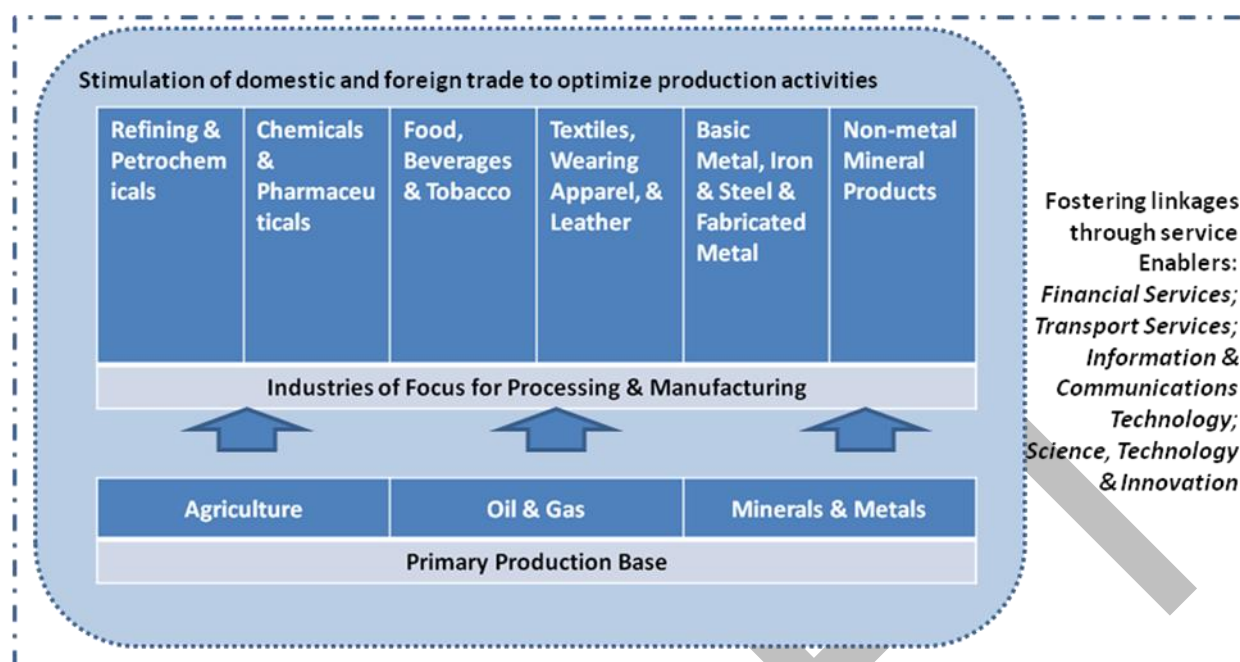 Stimulation of domestic and foreign trade to optimize production activities
Refining &
Petrochem
icals
Chemicals
&
Pharmaceu
ticals
Food,
Beverages
& Tobacco
Textiles,
Wearing
Apparel, &
Leather
Basic
Metal, Iron
& Steel &
Fabricated
Metal
Non-metal
Mineral
Products
Industries of Focus for Processing & Manufacturing
Agriculture
Oil & Gas
Minerals & Metals
Primary Production Base
Fostering linkages
through service
Enablers:
Financial Services;
Transport Services;
Information &
Communications
Technology;
Science, Technology
& Innovation